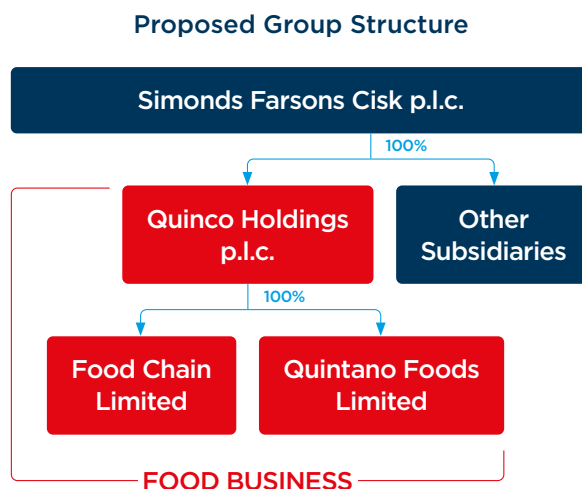 Proposed Group Structure
Simonds Farsons Cisk p.l.c.
100%
Quinco Holdings
p.l.c.
Other
Subsidiaries
100%
Food Chain
Limited
Quintano Foods
Limited
FOOD BUSINESS